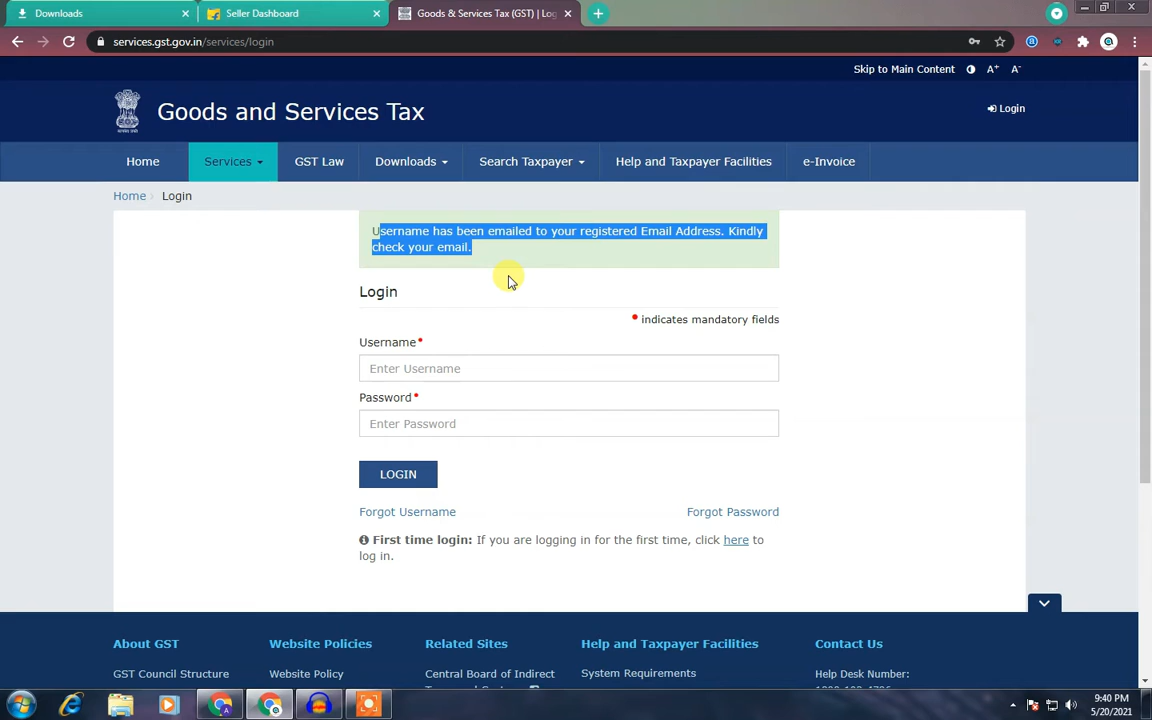 Downloads
Seller Dashboard
Goods & Services Tax (GST) | Log
services.gst.gov.in/services/login
Skip to Main Content
A+
A-
Goods and Services Tax
Login
Home
Services
GST Law
Downloads
Search Taxpayer
Help and Taxpayer Facilities
e-Invoice
Home
Login
Username has been emailed to your registered Email Address. Kindly
check your email.
Login
indicates mandatory fields
Username
Enter Username
Password
Enter Password
LOGIN
Forgot Username
Forgot Password
First time login: If you are logging in for the first time, click here to
log in.
About GST
Website Policies
Related Sites
Help and Taxpayer Facilities
Contact Us
GST Council Structure
Website Policy
Central Board of Indirect
System Requirements
Help Desk Number:
9:40 PM
5/20/2021